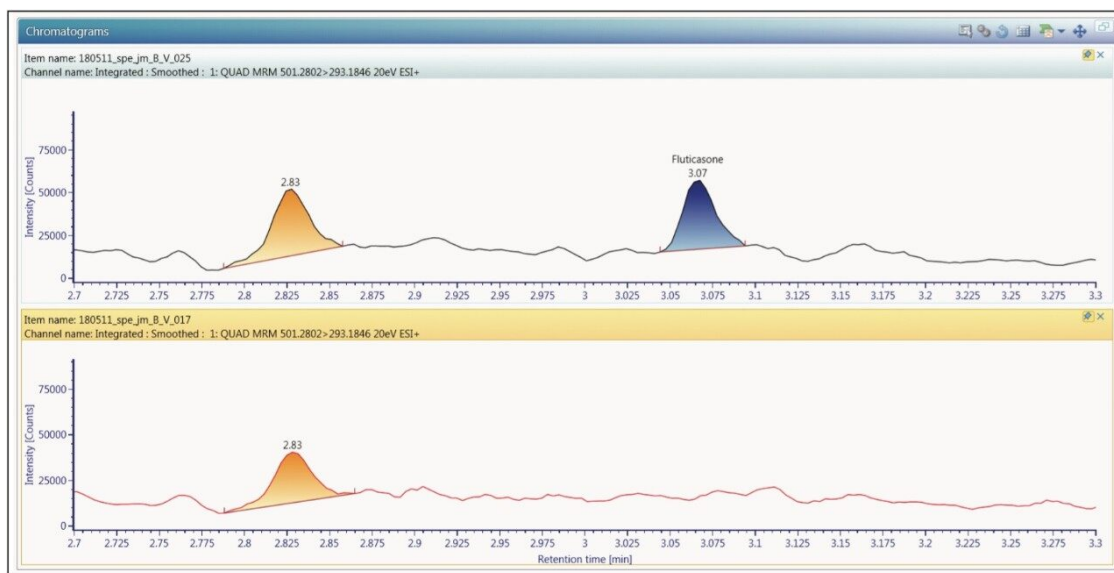 Chromatograms
Item name: 180511_spe_jm_B_V_025
Channel name: Integrated : Smoothed : 1: QUAD MRM 501.2802>293.1846 20eV ESI+
Intensity [Counts]
75000
50000
25000
0
2.83
Fluticasone
3.07
2.7 2.725 2.75 2.775 2.8 2.825 2.85 2.875 2.9 2.925 2.95 2.975 3 3.025 3.05 3.075 3.1 3.125 3.15 3.175 3.2 3.225 3.25 3.275 3.3
Item name: 180511_spe_jm_B_V_017
Channel name: Integrated : Smoothed : 1: QUAD MRM 501.2802>293.1846 20eV ESI+
Intensity [Counts]
75000
50000
25000
0
2.83
2.7 2.725 2.75 2.775 2.8 2.825 2.85 2.875 2.9 2.925 2.95 2.975 3 3.025 3.05 3.075 3.1 3.125 3.15 3.175 3.2 3.225 3.25 3.275 3.3
Retention time [min]